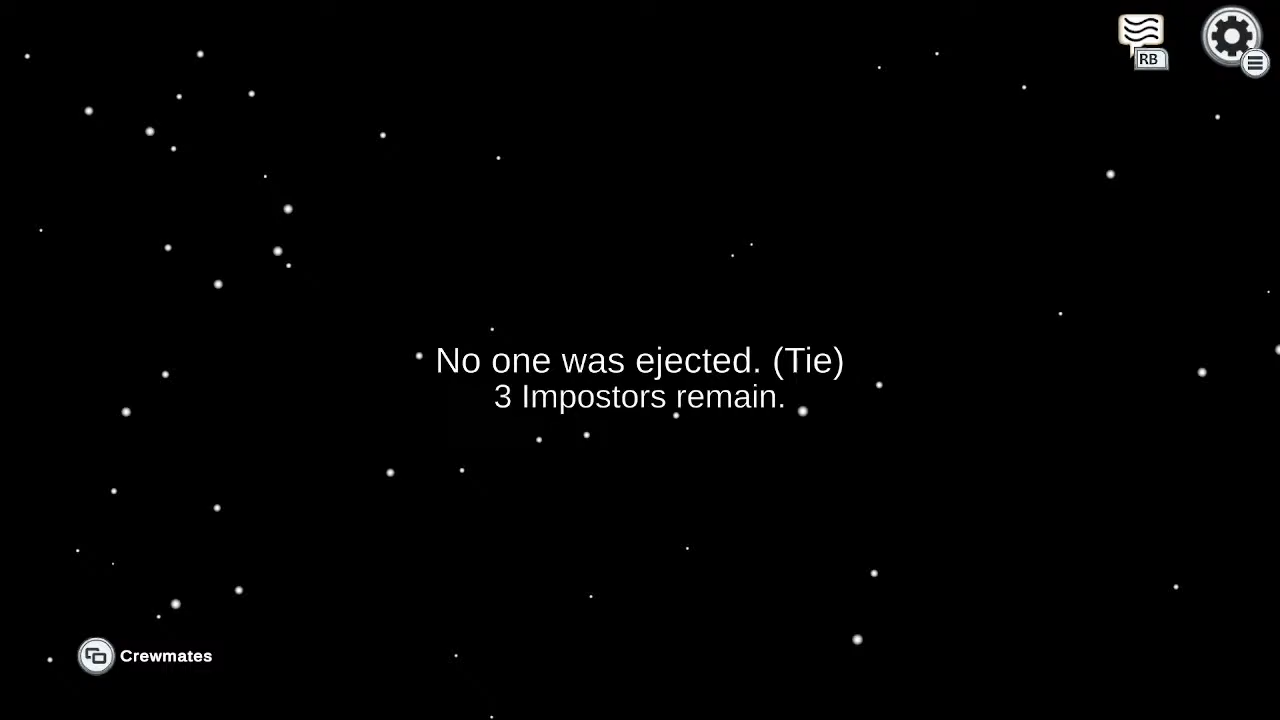 RB
No one was ejected. (Tie)
3 Impostors remain.
Crewmates